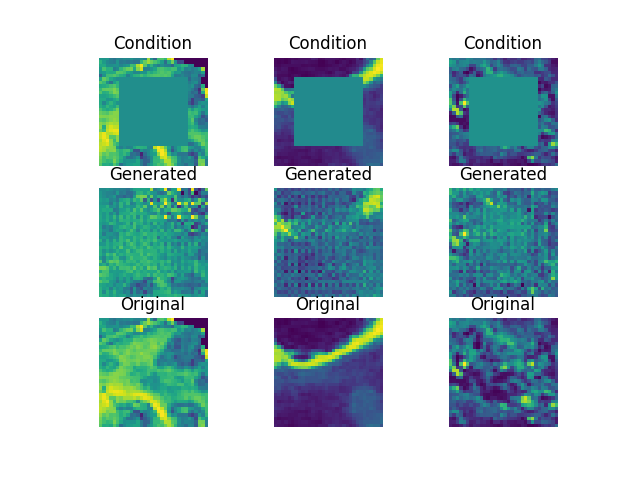 Condition Condition Condition
Generated Generated Generated
Original Original Original